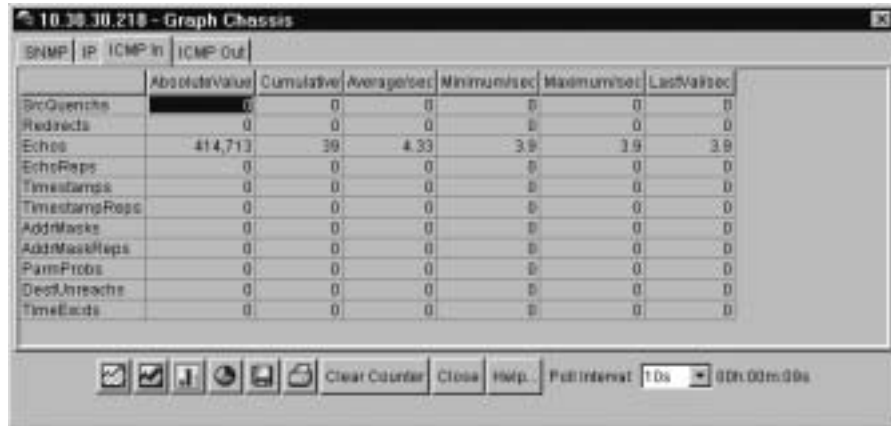 10.30.30.218 - Graph Chassis
SNMP IP ICMP In ICMP Out
AbsoluteValue Cumulative Average/sec Minimum/sec Maximum/sec LastVal/sec
SrcQuenchs 0 0 0 0 0 0
Redirects 0 0 0 0 0 0
Echos 414,713 39 4.33 3.9 3.9 3.9
EchoReps 0 0 0 0 0 0
Timestamps 0 0 0 0 0 0
TimestampReps 0 0 0 0 0 0
AddrMasks 0 0 0 0 0 0
AddrMaskReps 0 0 0 0 0 0
ParmProbs 0 0 0 0 0 0
DestUnreachs 0 0 0 0 0 0
TimeExcds 0 0 0 0 0 0
Clear Counter Close Help... Poll Interval: 10s 00h:00m:09s